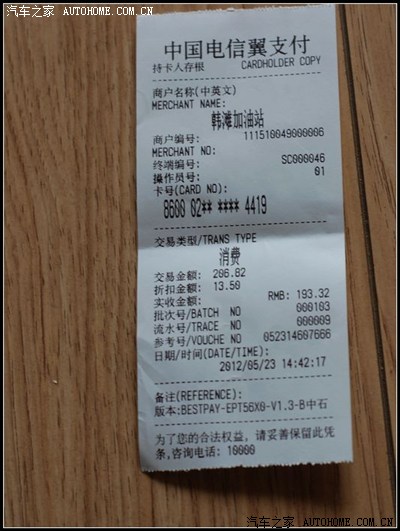 汽车之家 AUTOHOME.COM.CN
中国电信翼支付
持卡人存根 CARDHOLDER COPY
商户名称(中英文)
MERCHANT NAME:
韩滩加油站
商户编号: 111510049000006
MERCHANT NO:
终端编号: SC000046
操作员号: 01
卡号(CARD NO):
8600 02** **** 4419
交易类型/TRANS TYPE
消费
交易金额: 206.82
折扣金额: 13.50
实收金额: RMB: 193.32
批次号/BATCH NO 000103
流水号/TRACE NO 000009
参考号/VOUCHE NO 052314607666
日期/时间(DATE/TIME):
2012/05/23 14:42:17
备注(REFERENCE):
版本:BESTPAY-EPT56X0-V1.3-B中石
为了您的合法权益, 请妥善保留此凭
条,咨询电话: 10000
汽车之家 AUTOHOME.COM.CN